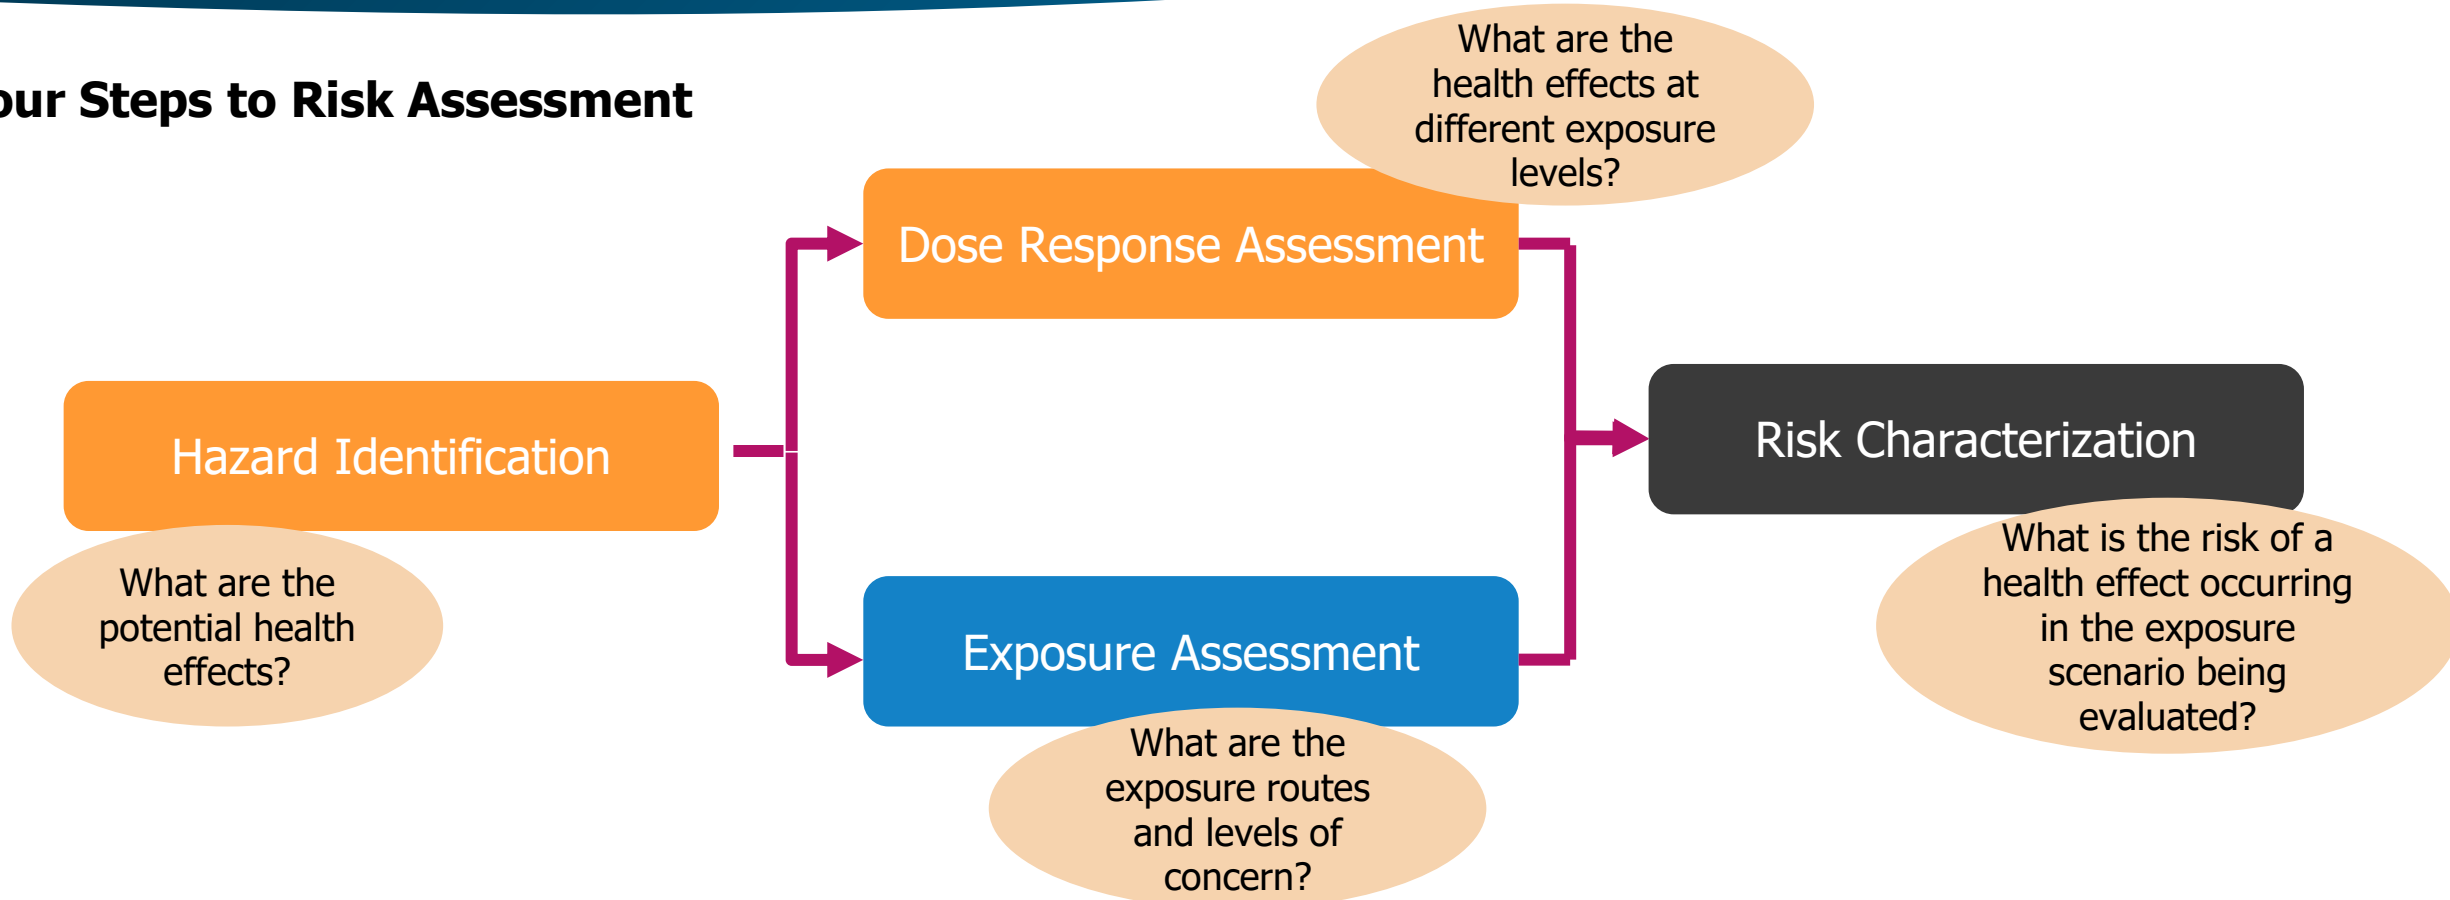 our Steps to Risk Assessment
What are the
health effects at
different exposure
levels?
Dose Response Assessment
Hazard Identification
What are the
potential health
effects?
Risk Characterization
What is the risk of a
health effect occurring
in the exposure
scenario being
evaluated?
Exposure Assessment
What are the
exposure routes
and levels of
concern?